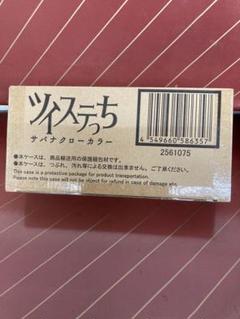 ツイステっち
サバナクローカラー
4 549660 586357
2561075
●本ケースは、商品輸送用の保護梱包材です。
●本ケースは、つぶれ、汚れ等による交換は出来ません。ご了承下さい。
This case is a protective package for product transportation.
Please note this case will not be object for refund in case of damage etc.